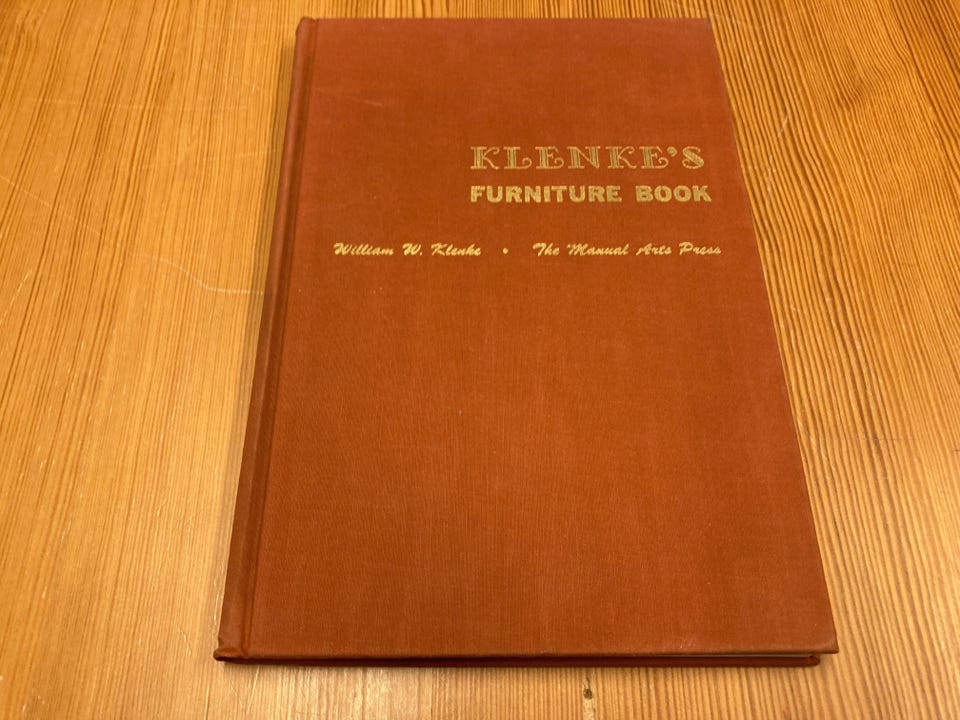 KLENKE'S
FURNITURE BOOK
William W. Klenke • The Manual Arts Press